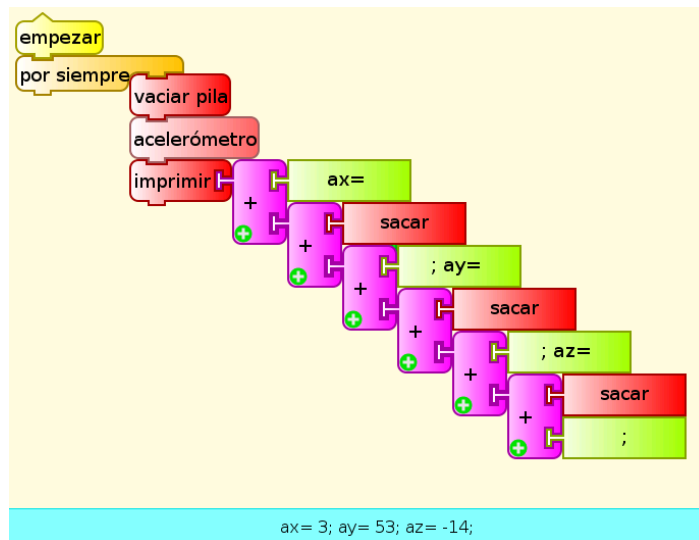 empezar
por siempre
vaciar pila
acelerómetro
imprimir
+
ax=
+
sacar
+
; ay=
+
sacar
+
; az=
+
sacar
;
ax= 3; ay= 53; az= -14;